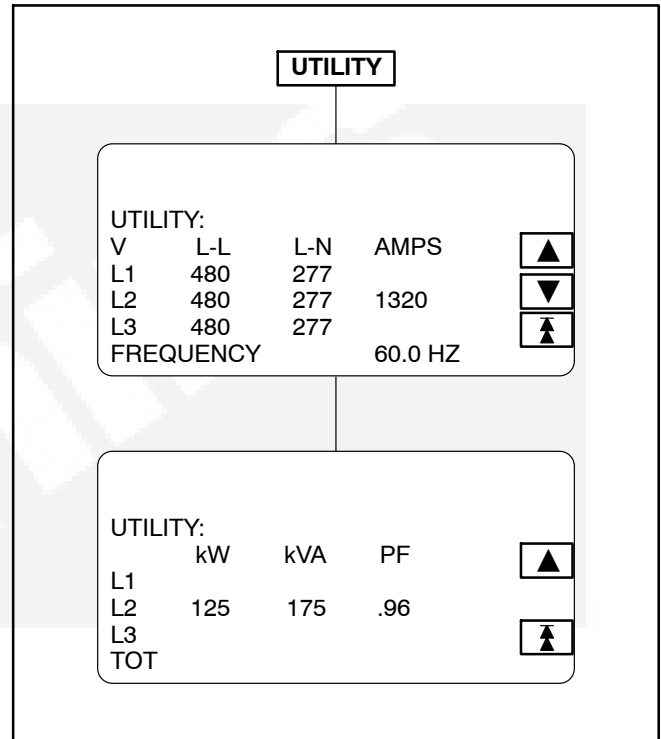 UTILITY
UTILITY:
V L-L L-N AMPS
L1 480 277
L2 480 277 1320
L3 480 277
FREQUENCY 60.0 HZ
UTILITY:
kW kVA PF
L1
L2 125 175 .96
L3
TOT